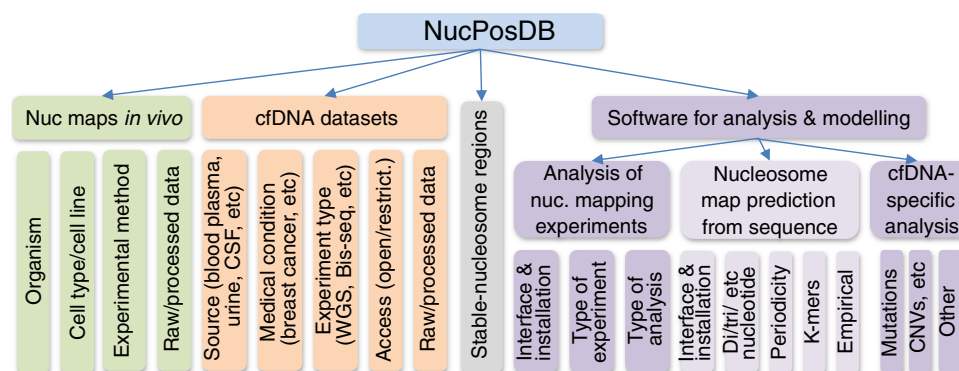 NucPosDB
Nuc maps in vivo
cfDNA datasets
Stable-nucleosome regions
Software for analysis & modelling
Organism
Cell type/cell line
Experimental method
Raw/processed data
Source (blood plasma,
urine, CSF, etc)
Medical condition
(breast cancer, etc)
Experiment type
(WGS, Bis-seq, etc)
Access (open/restrict.)
Raw/processed data
Analysis of
nuc. mapping
experiments
Nucleosome
map prediction
from sequence
cfDNA-
specific
analysis
Interface &
installation
Type of
experiment
Type of
analysis
Interface &
installation
Di/tri/ etc
nucleotide
Periodicity
K-mers
Empirical
Mutations
CNVs, etc
Other